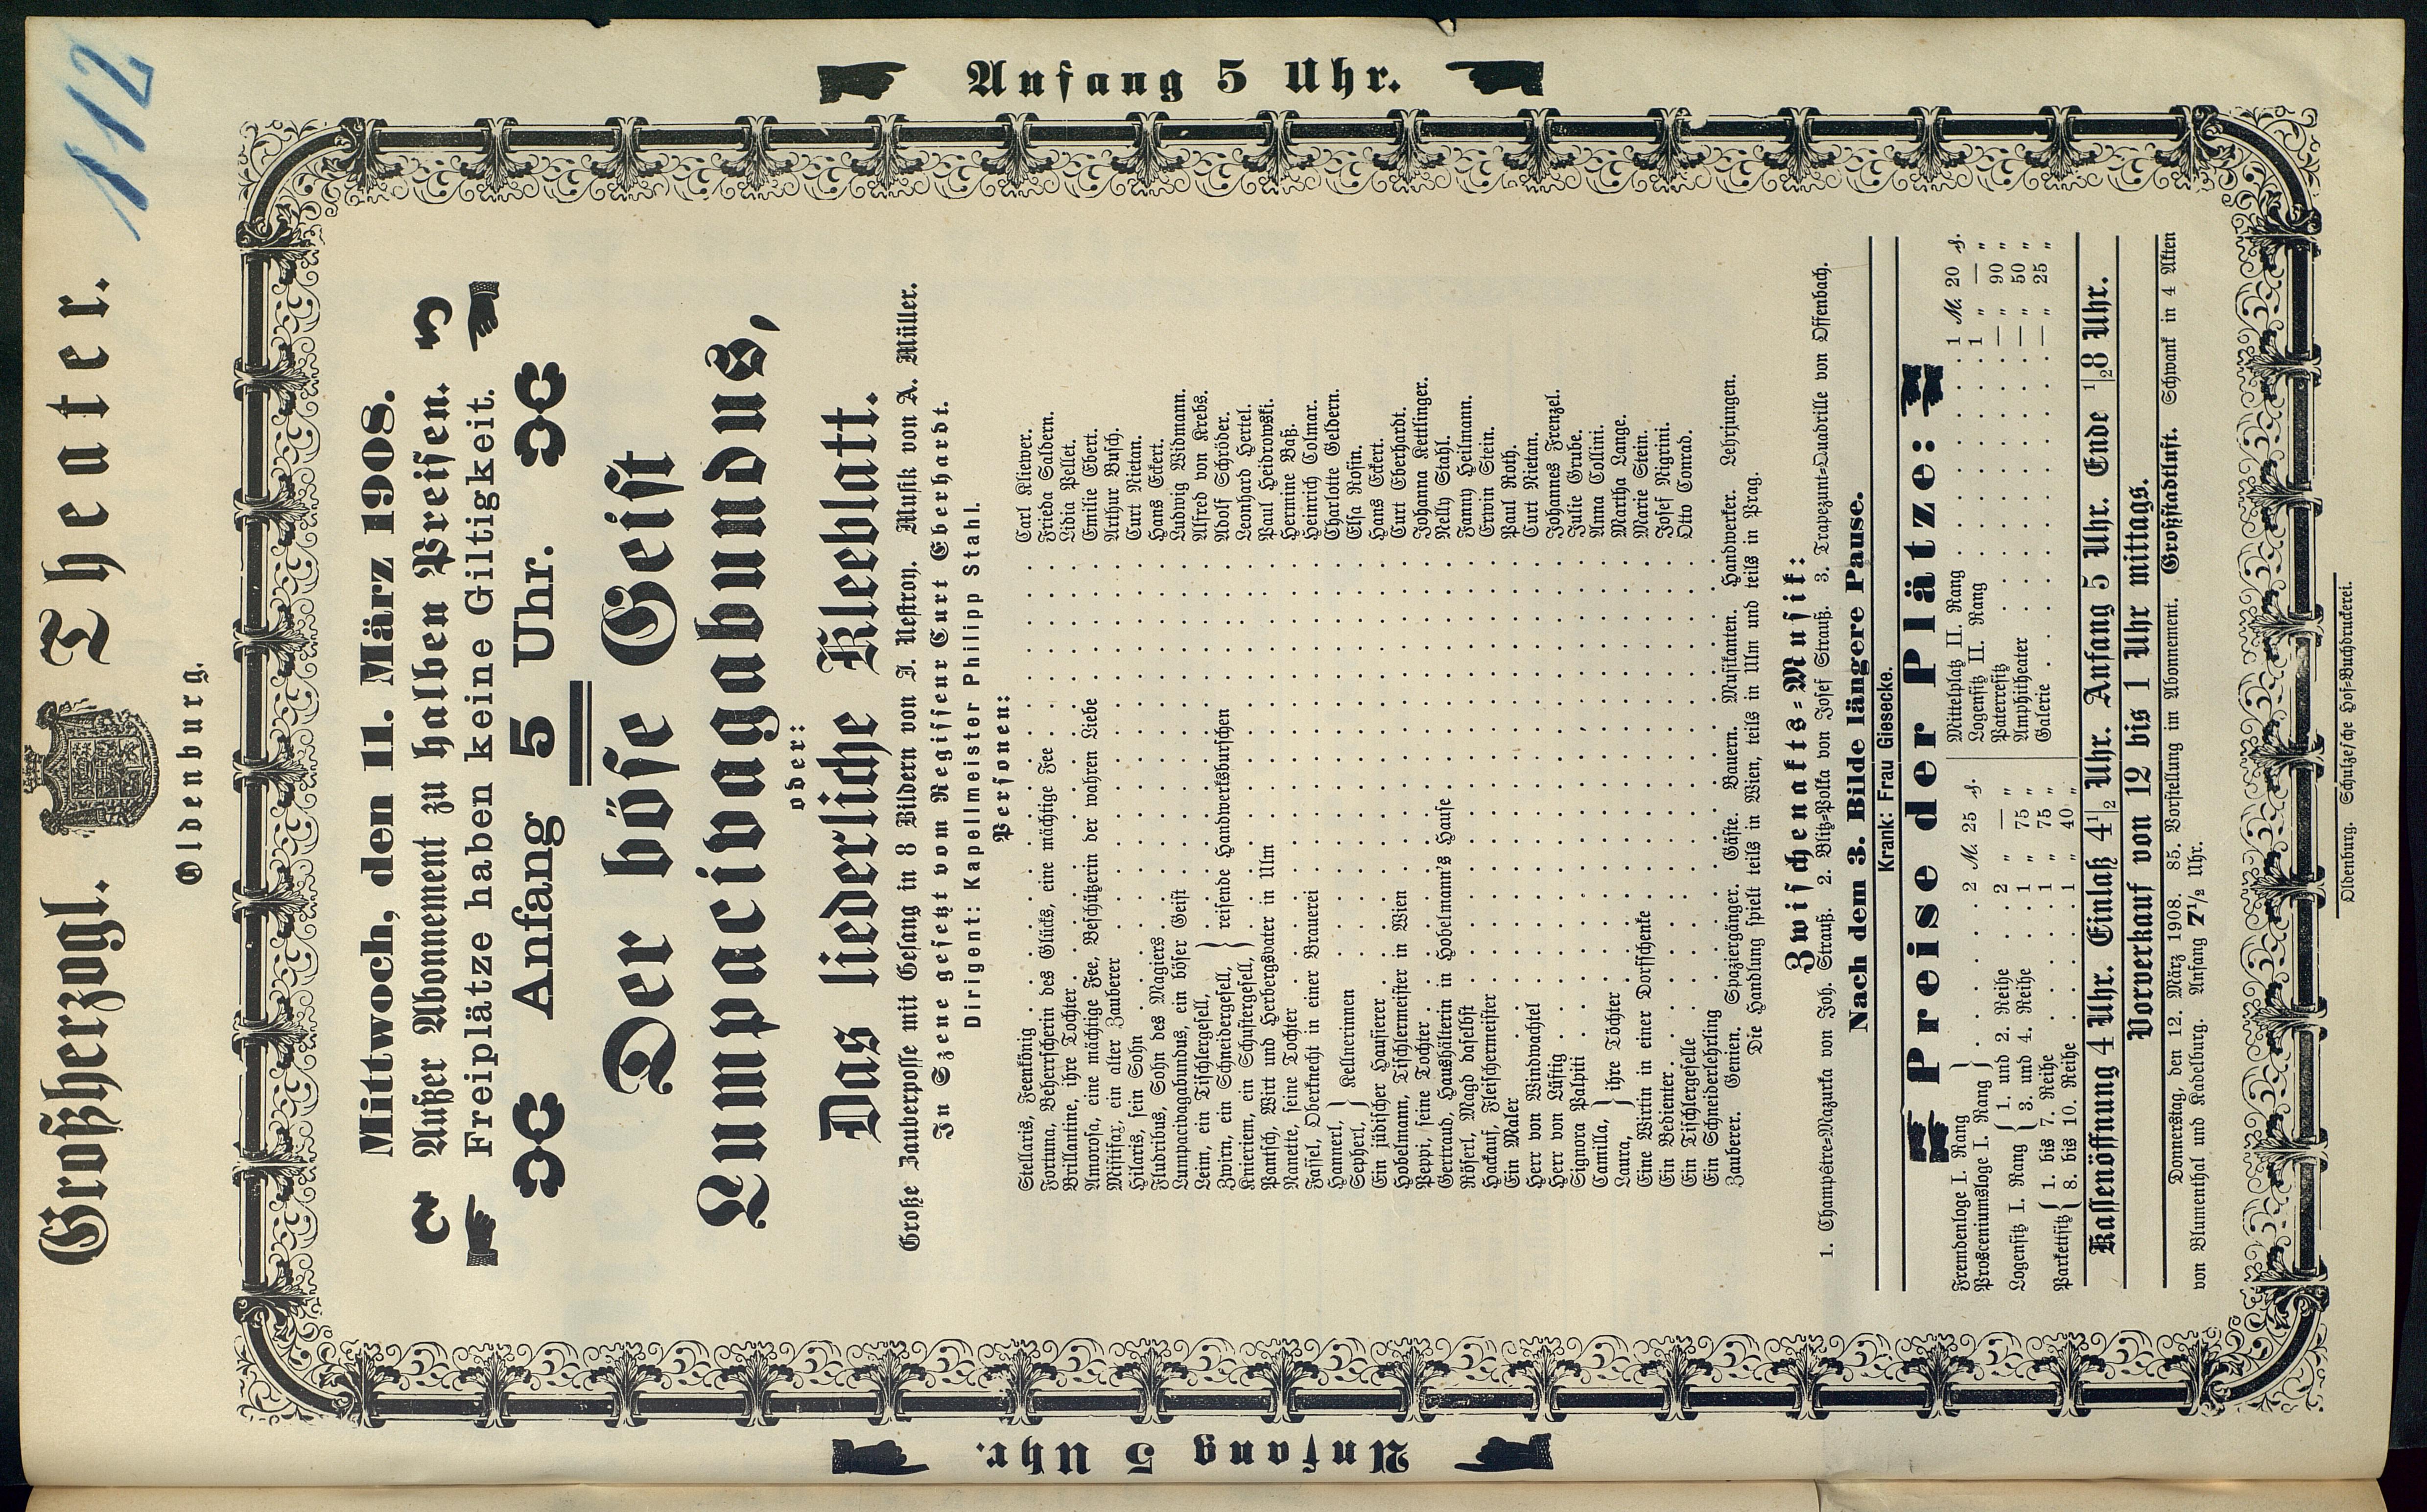 112
Großherzogl. Theater.
Oldenburg.
Anfang 5 Uhr.
Anfang 5 Uhr.
Mittwoch, den 11. März 1908.
Außer Abonnement zu halben Preisen.
Freiplätze haben keine Giltigkeit.
Anfang 5 Uhr.
Der böse Geist
Lumpacivagabundus,
oder:
Das liederliche Kleeblatt.
Große Zauberposse mit Gesang in 8 Bildern von J. Nestroy. Musik von A. Müller.
In Szene gesetzt vom Regisseur Curt Eberhardt.
Dirigent: Kapellmeister Philipp Stahl.
Personen:
Stellaris, Feenkönig . . . Carl Kliewer.
Fortuna, Beherrscherin des Glücks, eine mächtige Fee . . . Frieda Saldern.
Brillantine, ihre Tochter . . . Lidia Pellet.
Amorosa, eine mächtige Fee, Beschützerin der wahren Liebe . . . Emilie Ebert.
Mistifax, ein alter Zauberer . . . Arthur Busch.
Hilaris, sein Sohn . . . Curt Rietan.
Fludribus, Sohn des Magiers . . . Hans Eckert.
Lumpacivagabundus, ein böser Geist . . . Ludwig Widmann.
Leim, ein Tischlergesell, } . . . Alfred von Krebs.
Zwirn, ein Schneidergesell, } reisende Handwerksburschen . . . Adolf Schröder.
Knieriem, ein Schustergesell, } . . . Leonhard Hertel.
Pantsch, Wirt und Herbergsvater in Ulm . . . Paul Heidrowski.
Nanette, seine Tochter . . . Hermine Baß.
Fassel, Oberknecht in einer Brauerei . . . Heinrich Colmar.
Hannerl, } Kellnerinnen . . . Charlotte Geldern.
Sepherl, } . . . Elsa Rosin.
Ein jüdischer Hausierer . . . Hans Eckert.
Hobelmann, Tischlermeister in Wien . . . Curt Eberhardt.
Peppi, seine Tochter . . . Johanna Kettlinger.
Gertraud, Haushälterin in Hobelmann's Hause . . . Nelly Stahl.
Röserl, Magd daselbst . . . Fanny Heilmann.
Hackauf, Fleischermeister . . . Erwin Stein.
Ein Maler . . . Paul Roth.
Herr von Windwachtel . . . Curt Rietan.
Herr von Lüftig . . . Johannes Frenzel.
Signora Palpiti . . . Julie Grube.
Camilla, } ihre Töchter . . . Anna Collini.
Laura, } . . . Martha Lange.
Eine Wirtin in einer Dorfschenke . . . Marie Stein.
Ein Bedienter . . . Josef Nigrini.
Ein Tischlergeselle . . . Otto Conrad.
Ein Schneiderlehrling . . .
Zauberer. Genien. Spaziergänger. Gäste. Bauern. Musikanten. Handwerker. Lehrjungen.
Die Handlung spielt teils in Wien, teils in Ulm und teils in Prag.
Zwischenakts-Musik:
1. Champêtre-Mazurka von Joh. Strauß. 2. Blitz-Polka von Josef Strauß. 3. Trapezunt-Quadrille von Offenbach.
Nach dem 3. Bilde längere Pause.
Krank: Frau Giesecke.
Preise der Plätze:
Fremdenloge I. Rang } . . . 2 M. 25 ₰.
Prosceniumsloge I. Rang }
Logensitz I. Rang { 1. und 2. Reihe . . . 2 " — "
{ 3. und 4. Reihe . . . 1 " 75 "
Parkettsitz { 1. bis 7. Reihe . . . 1 " 75 "
{ 8. bis 10. Reihe . . . 1 " 40 "
Mittelplatz II. Rang . . . 1 M. 20 ₰.
Logensitz II. Rang . . . 1 " — "
Parterresitz . . . — " 90 "
Amphitheater . . . — " 50 "
Galerie . . . — " 25 "
Kassenöffnung 4 Uhr. Einlaß 4½ Uhr. Anfang 5 Uhr. Ende ½8 Uhr.
Vorverkauf von 12 bis 1 Uhr mittags.
Donnerstag, den 12. März 1908. 85. Vorstellung im Abonnement. Großstadtluft. Schwank in 4 Akten
von Blumenthal und Kadelburg. Anfang 7½ Uhr.
Oldenburg. Schulze'sche Hof-Buchdruckerei.